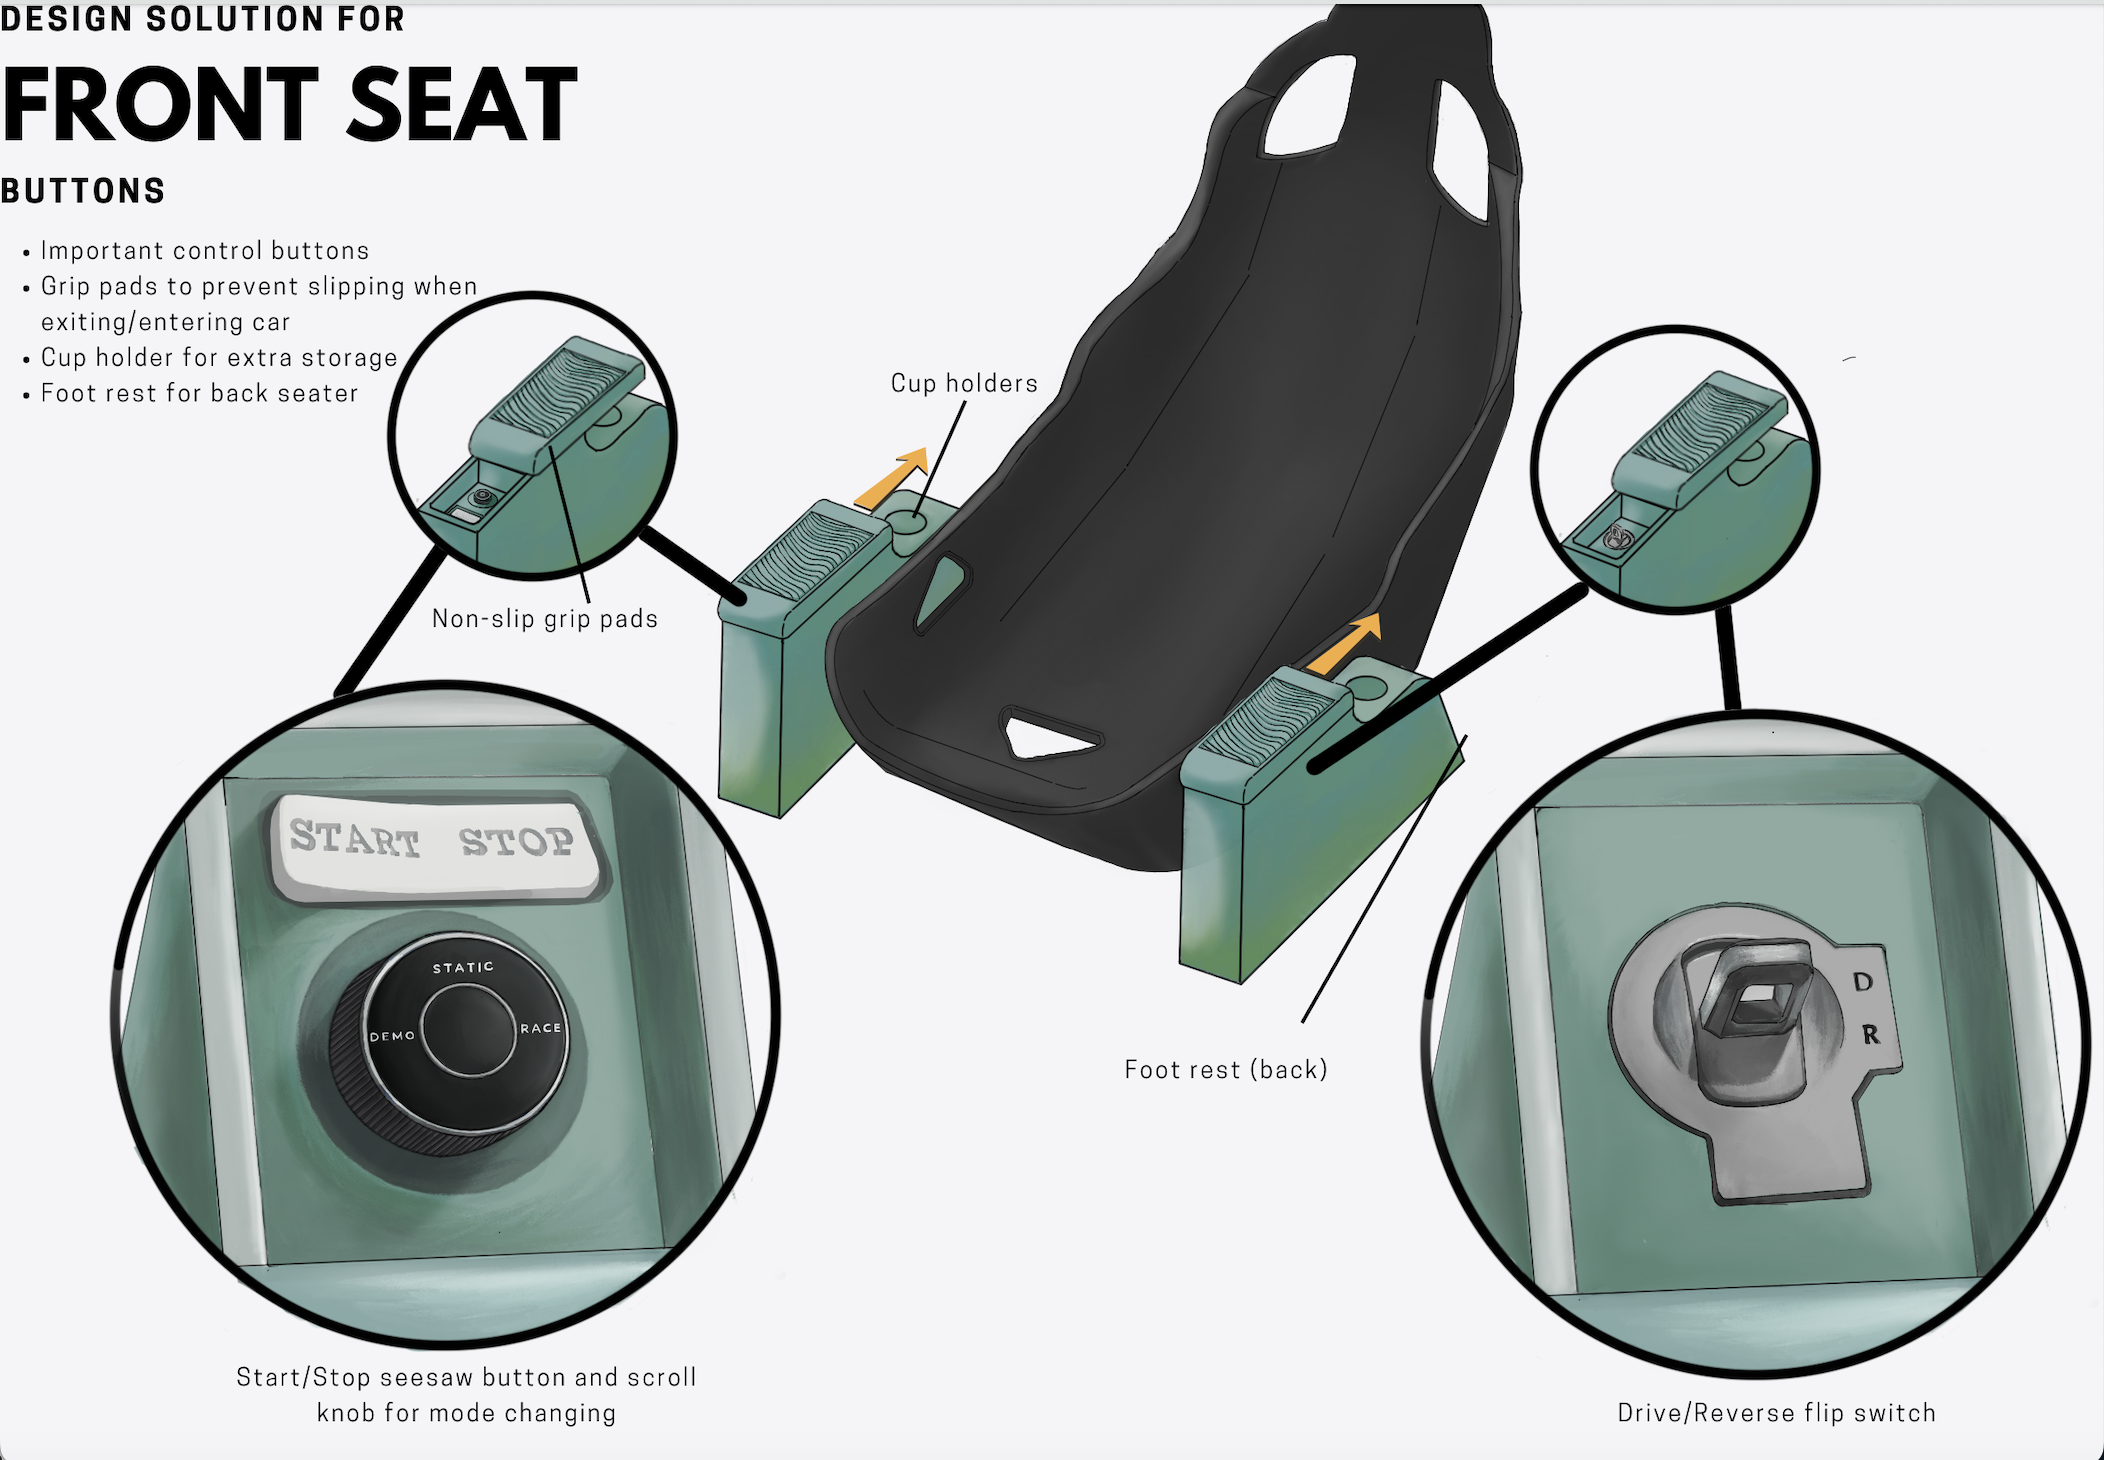 DESIGN SOLUTION FOR
FRONT SEAT
BUTTONS
• Important control buttons
• Grip pads to prevent slipping when
exiting/entering car
• Cup holder for extra storage
• Foot rest for back seater
Cup holders
Non-slip grip pads
START STOP
STATIC
DEMO
RACE
D
R
Foot rest (back)
Start/Stop seesaw button and scroll
knob for mode changing
Drive/Reverse flip switch